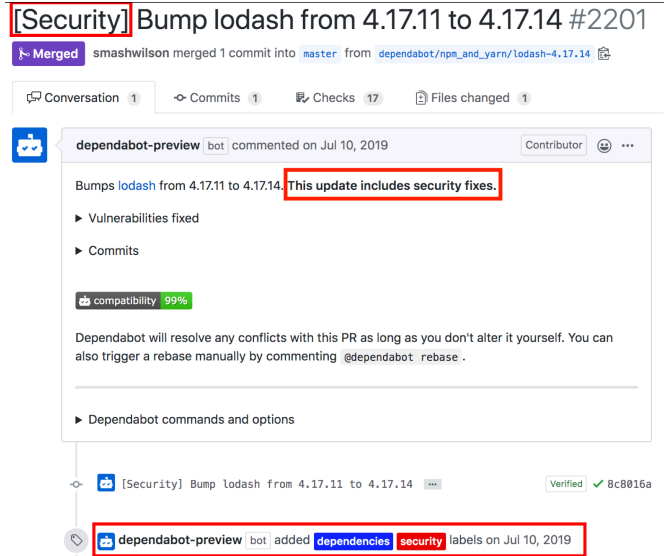 [Security] Bump lodash from 4.17.11 to 4.17.14 #2201
Merged smashwilson merged 1 commit into master from dependabot/npm_and_yarn/lodash-4.17.14
Conversation 1 Commits 1 Checks 17 Files changed 1
dependabot-preview bot commented on Jul 10, 2019 Contributor
Bumps lodash from 4.17.11 to 4.17.14. This update includes security fixes.
Vulnerabilities fixed
Commits
compatibility 99%
Dependabot will resolve any conflicts with this PR as long as you don't alter it yourself. You can
also trigger a rebase manually by commenting @dependabot rebase .
Dependabot commands and options
[Security] Bump lodash from 4.17.11 to 4.17.14 ... Verified 8c8016a
dependabot-preview bot added dependencies security labels on Jul 10, 2019